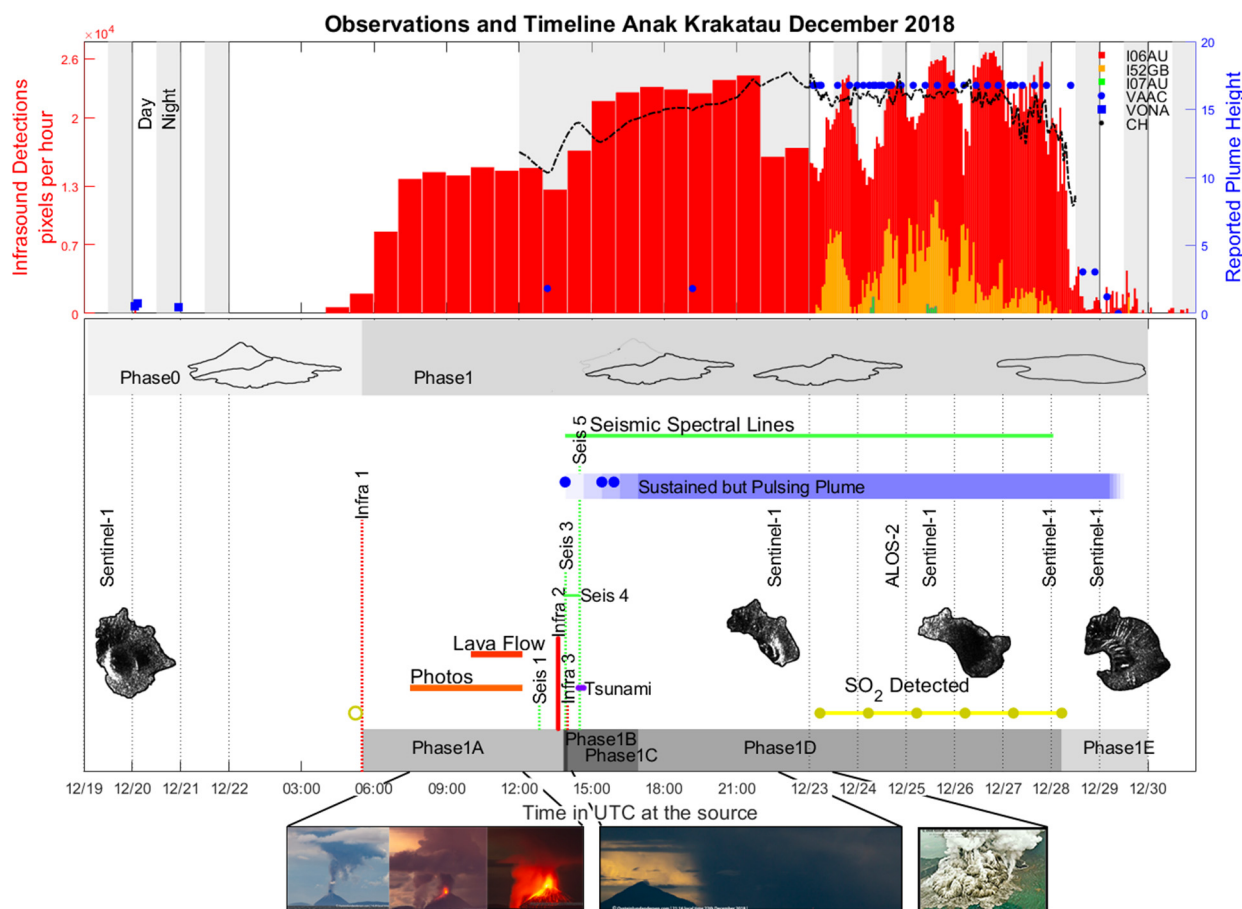 Observations and Timeline Anak Krakatau December 2018
×10⁴
2.6
2
1.3
0.7
0
Infrasound Detections
pixels per hour
Day
Night
20
15
10
5
0
Reported Plume Height
I06AU
I52GB
I07AU
VAAC
VONA
CH
Phase0
Phase1
Seismic Spectral Lines
Seis 5
Sustained but Pulsing Plume
Infra 1
Sentinel-1
Seis 3
Sentinel-1
ALOS-2
Sentinel-1
Sentinel-1
Sentinel-1
Seis 4
Infra 2
Lava Flow
Photos
Seis 1
Infra 3
Tsunami
SO₂ Detected
Phase1A
Phase1B
Phase1C
Phase1D
Phase1E
12/19 12/20 12/21 12/22 03:00 06:00 09:00 12:00 15:00 18:00 21:00 12/23 12/24 12/25 12/26 12/27 12/28 12/29 12/30
Time in UTC at the source